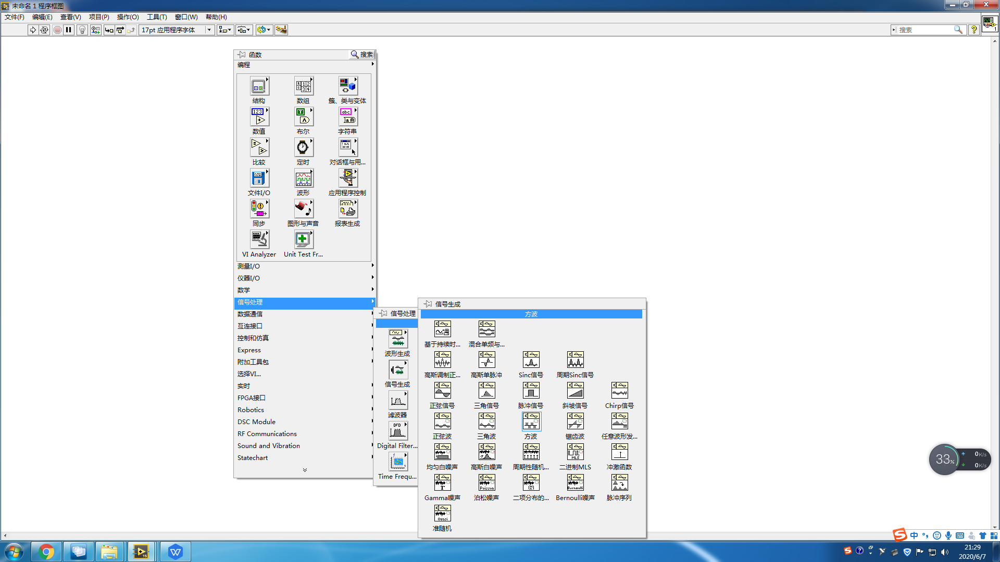 未命名 1 程序框图
文件(F) 编辑(E) 查看(V) 项目(P) 操作(O) 工具(T) 窗口(W) 帮助(H)
17pt 应用程序字体
搜索
函数 搜索
编程
结构 数组 簇、类与变体
数值 布尔 字符串
比较 定时 对话框与用...
文件I/O 波形 应用程序控制
同步 图形与声音 报表生成
VI Analyzer Unit Test Fr...
测量I/O
仪器I/O
数学
信号处理
数据通信
互连接口
控制和仿真
Express
附加工具包
选择VI...
实时
FPGA接口
Robotics
DSC Module
RF Communications
Sound and Vibration
Statechart
信号处理
波形生成
信号生成
滤波器
Digital Filter...
Time Frequ...
信号生成
方波
基于持续时... 混合单频与...
高斯调制正... 高斯单脉冲 Sinc信号 周期Sinc信号
正弦信号 三角信号 脉冲信号 斜坡信号 Chirp信号
正弦波 三角波 方波 锯齿波 任意波形发...
均匀白噪声 高斯白噪声 周期性随机... 二进制MLS 冲激函数
Gamma噪声 泊松噪声 二项分布的... Bernoulli噪声 脉冲序列
准随机
33%
0K/s
0K/s
中
21:29
2020/6/7